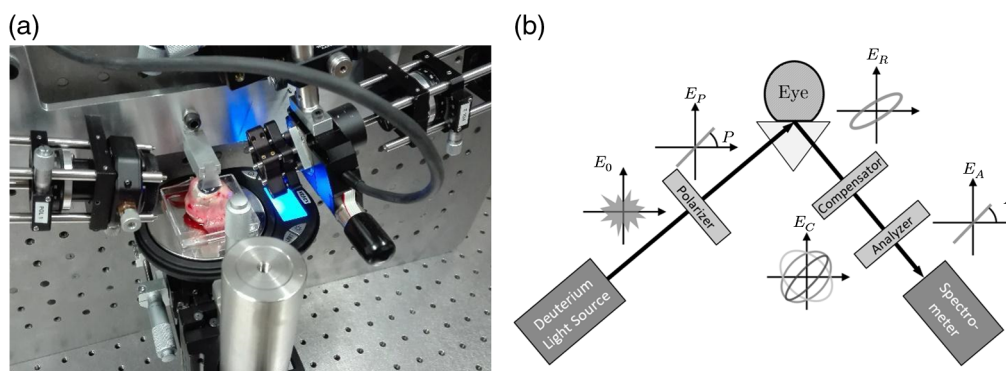 (a)
(b)
E_R
Eye
E_P
P
E_0
Polarizer
Compensator
E_A
Analyzer
E_C
Deuterium
Light Source
Spectro-
meter